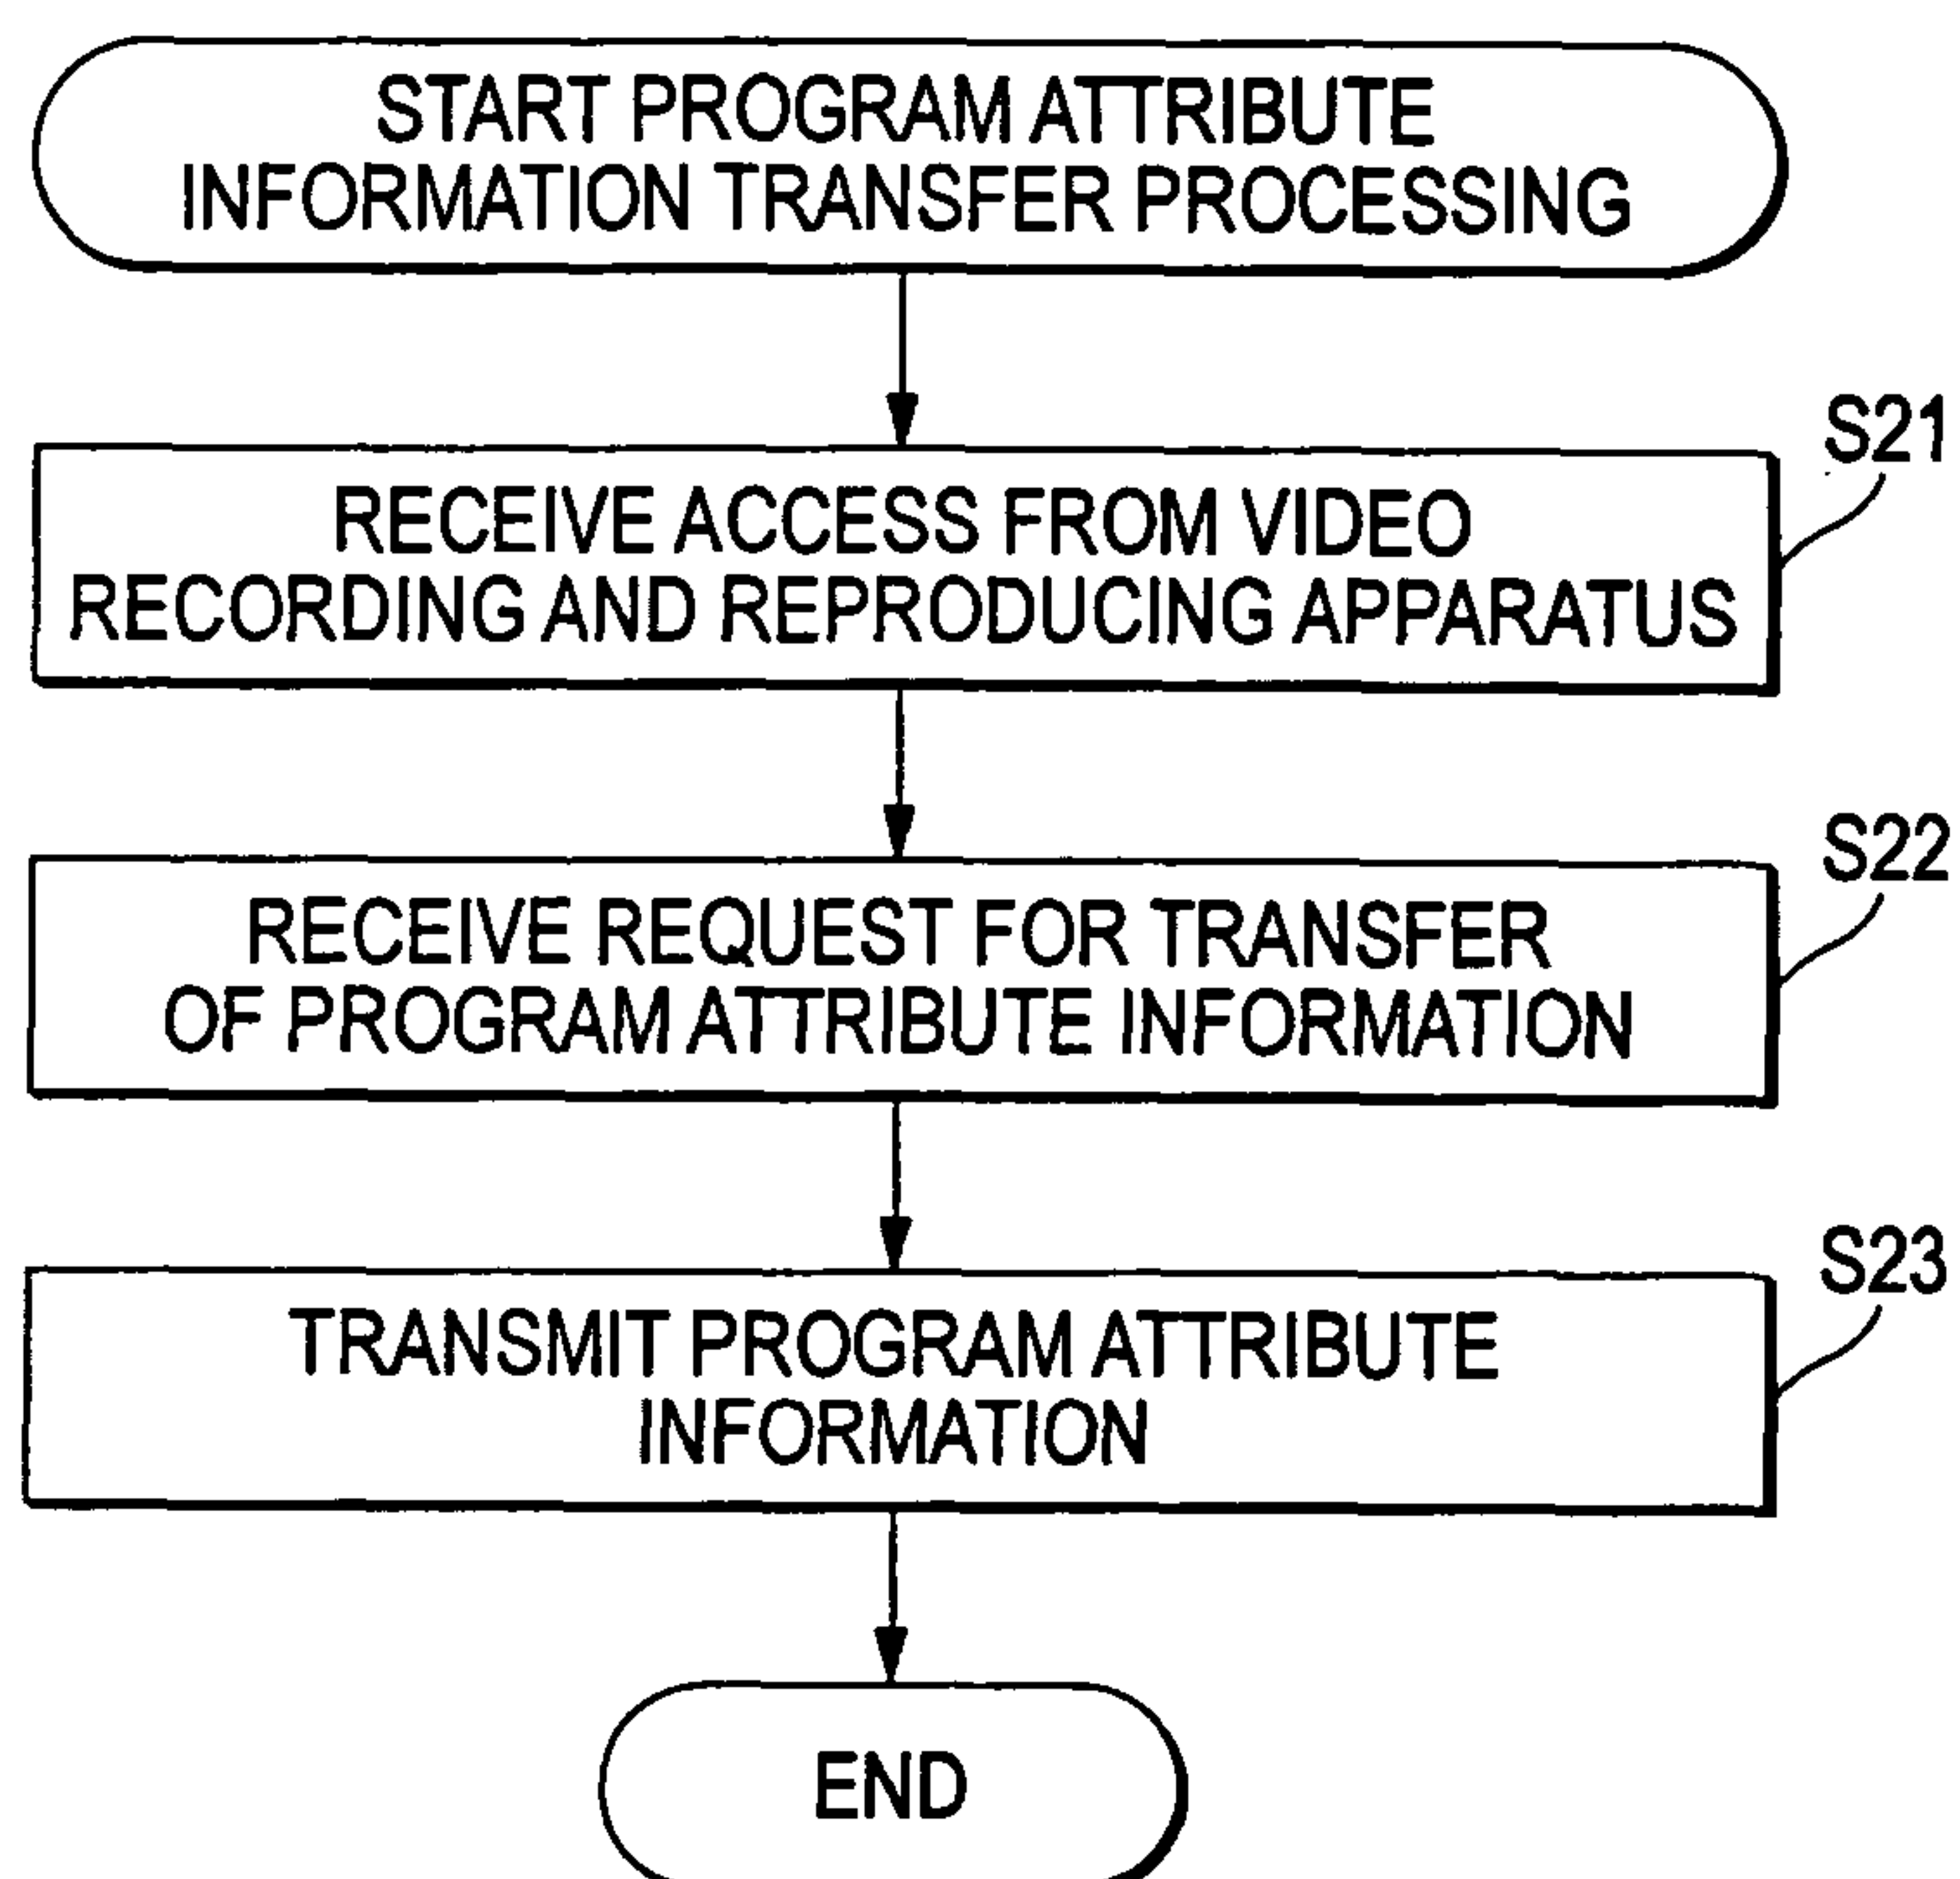 START PROGRAM ATTRIBUTE
INFORMATION TRANSFER PROCESSING
S21
RECEIVE ACCESS FROM VIDEO
RECORDING AND REPRODUCING APPARATUS
S22
RECEIVE REQUEST FOR TRANSFER
OF PROGRAM ATTRIBUTE INFORMATION
S23
TRANSMIT PROGRAM ATTRIBUTE
INFORMATION
END